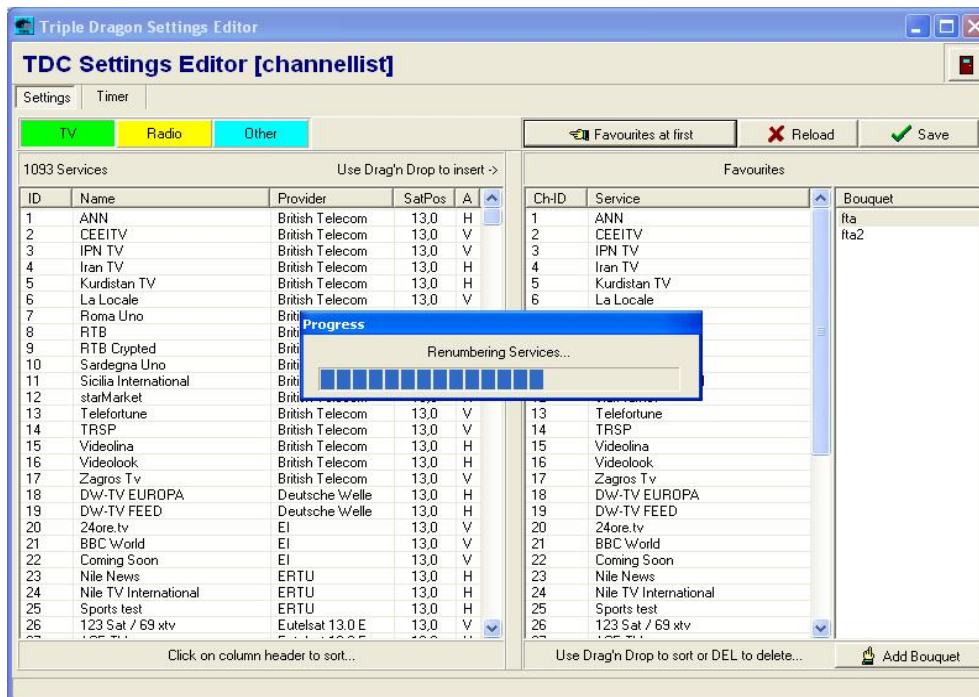 Triple Dragon Settings Editor
TDC Settings Editor [channellist]
Settings Timer
TV Radio Other Favourites at first Reload Save
1093 Services Use Drag'n Drop to insert -> Favourites
ID Name Provider SatPos A Ch-ID Service Bouquet
1 ANN British Telecom 13,0 H 1 ANN fta
2 CEEITV British Telecom 13,0 V 2 CEEITV fta2
3 IPN TV British Telecom 13,0 V 3 IPN TV
4 Iran TV British Telecom 13,0 H 4 Iran TV
5 Kurdistan TV British Telecom 13,0 H 5 Kurdistan TV
6 La Locale British Telecom 13,0 V 6 La Locale
7 Roma Uno
Progress
8 RTB
9 RTB Crypted
Renumbering Services...
10 Sardegna Uno
11 Sicilia International
12 starMarket
13 Telefortune British Telecom 13,0 V 13 Telefortune
14 TRSP British Telecom 13,0 V 14 TRSP
15 Videolina British Telecom 13,0 H 15 Videolina
16 Videolook British Telecom 13,0 H 16 Videolook
17 Zagros Tv British Telecom 13,0 V 17 Zagros Tv
18 DW-TV EUROPA Deutsche Welle 13,0 H 18 DW-TV EUROPA
19 DW-TV FEED Deutsche Welle 13,0 H 19 DW-TV FEED
20 24ore.tv EI 13,0 V 20 24ore.tv
21 BBC World EI 13,0 V 21 BBC World
22 Coming Soon EI 13,0 V 22 Coming Soon
23 Nile News ERTU 13,0 H 23 Nile News
24 Nile TV International ERTU 13,0 H 24 Nile TV International
25 Sports test ERTU 13,0 H 25 Sports test
26 123 Sat / 69 xtv Eutelsat 13.0 E 13,0 V 26 123 Sat / 69 xtv
Click on column header to sort... Use Drag'n Drop to sort or DEL to delete... Add Bouquet